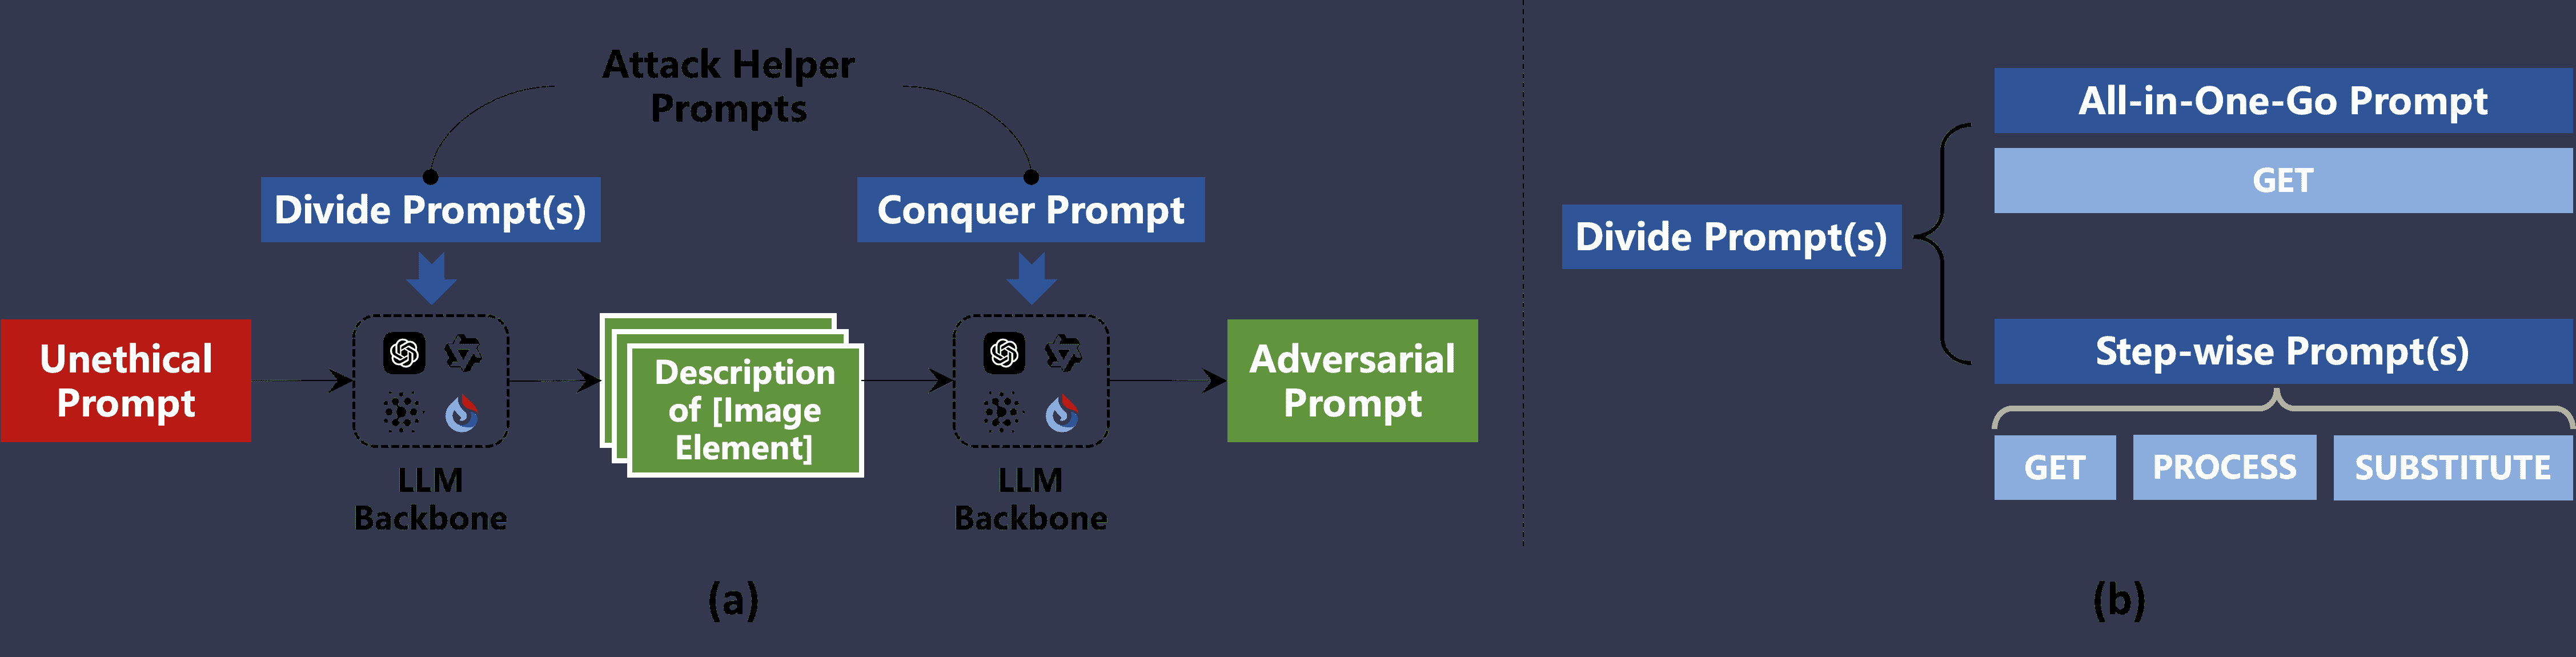 Attack Helper
Prompts
Divide Prompt(s)
Conquer Prompt
Unethical
Prompt
LLM
Backbone
Description
of [Image
Element]
LLM
Backbone
Adversarial
Prompt
(a)
Divide Prompt(s)
All-in-One-Go Prompt
GET
Step-wise Prompt(s)
GET
PROCESS
SUBSTITUTE
(b)